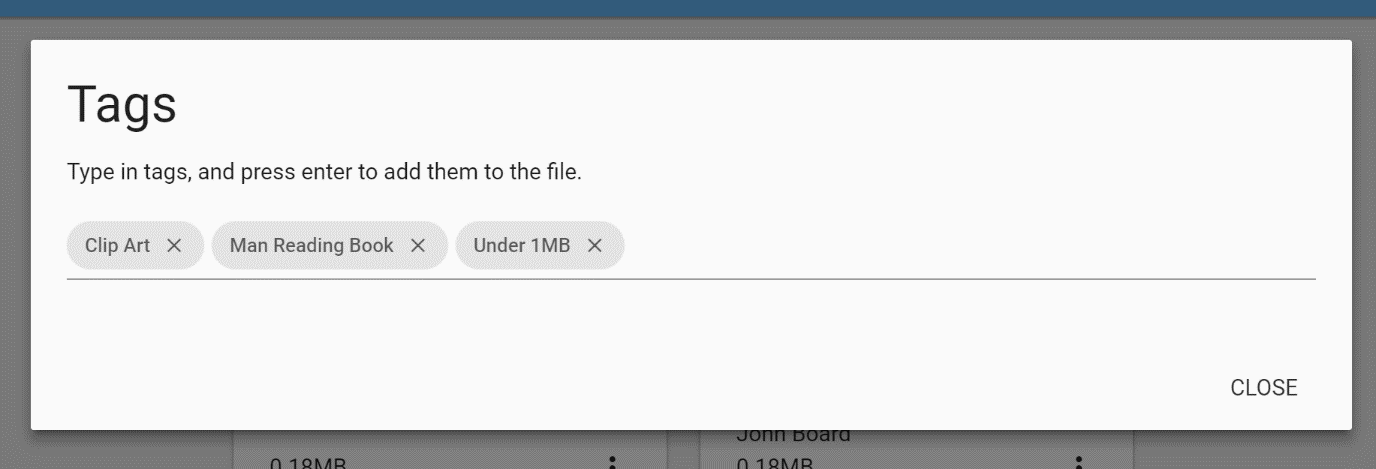 Tags
Type in tags, and press enter to add them to the file.
Clip Art Man Reading Book Under 1MB
CLOSE
John Board
0.18MB 0.18MB